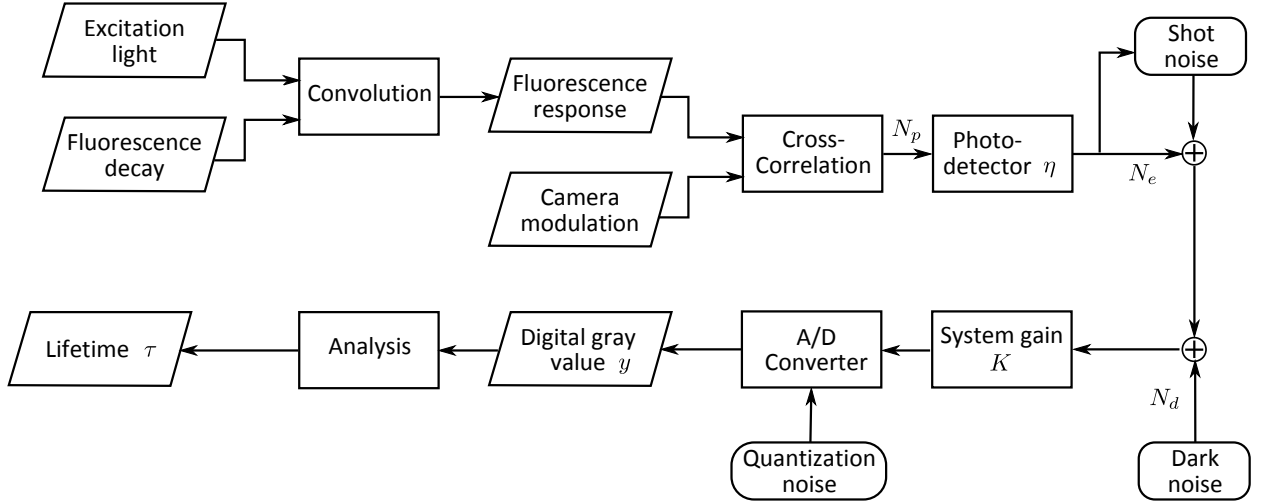 Excitation
light
Fluorescence
decay
Convolution
Fluorescence
response
Camera
modulation
Cross-
Correlation
N_p
Photo-
detector η
N_e
Shot
noise
Lifetime τ
Analysis
Digital gray
value y
A/D
Converter
System gain
K
N_d
Quantization
noise
Dark
noise